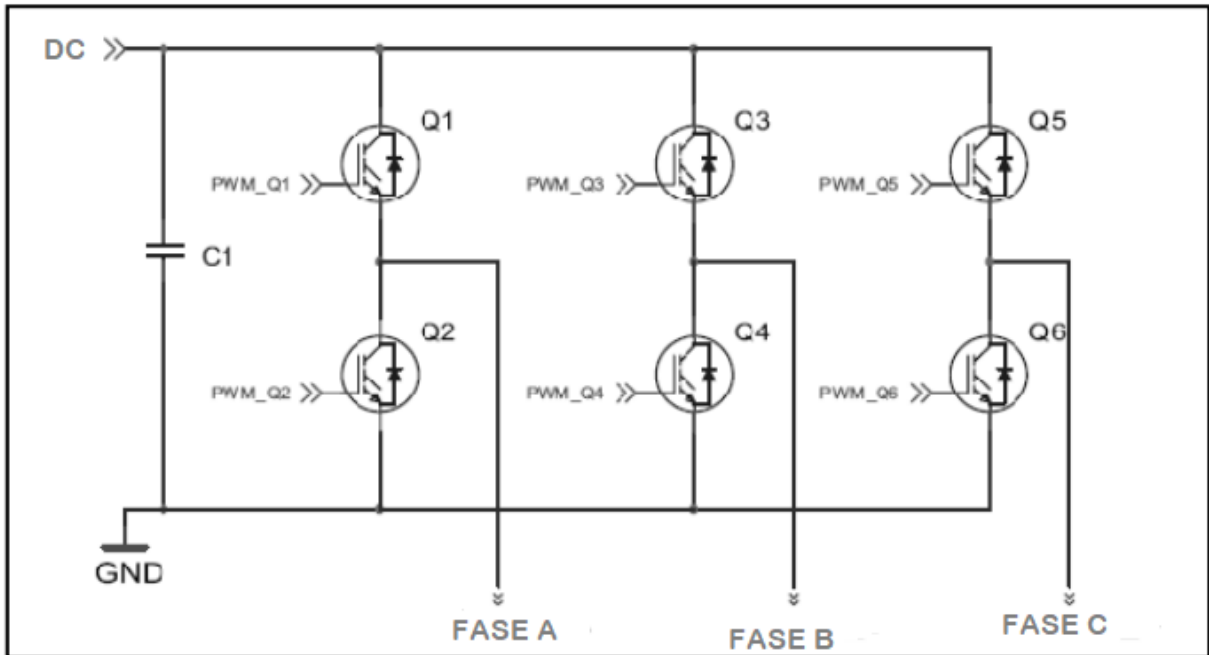 DC
Q1
Q3
Q5
PWM_Q1
PWM_Q3
PWM_Q5
C1
Q2
Q4
Q6
PWM_Q2
PWM_Q4
PWM_Q6
GND
FASE A
FASE B
FASE C